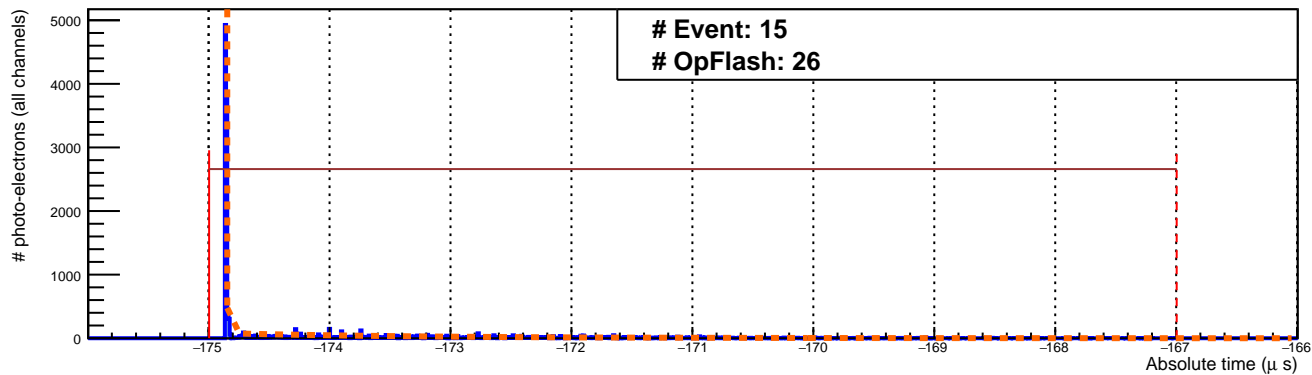 # Event: 15
# OpFlash: 26
# photo-electrons (all channels)
5000
4000
3000
2000
1000
0
−175 −174 −173 −172 −171 −170 −169 −168 −167 −166
Absolute time (μ s)